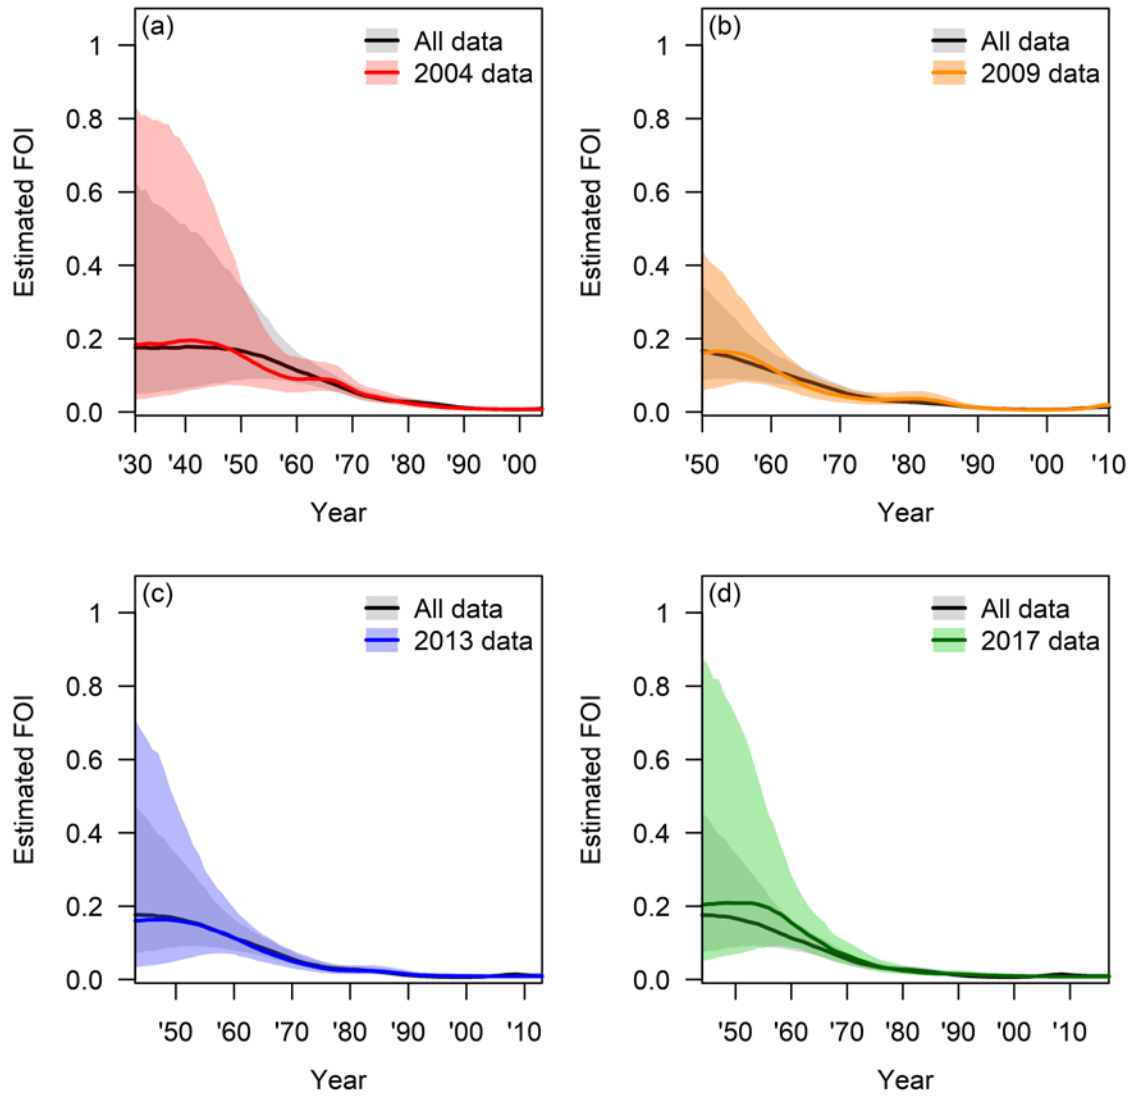 (a)
All data
2004 data
1
0.8
0.6
0.4
0.2
0.0
Estimated FOI
'30 '40 '50 '60 '70 '80 '90 '00
Year
(b)
All data
2009 data
1
0.8
0.6
0.4
0.2
0.0
Estimated FOI
'50 '60 '70 '80 '90 '00 '10
Year
(c)
All data
2013 data
1
0.8
0.6
0.4
0.2
0.0
Estimated FOI
'50 '60 '70 '80 '90 '00 '10
Year
(d)
All data
2017 data
1
0.8
0.6
0.4
0.2
0.0
Estimated FOI
'50 '60 '70 '80 '90 '00 '10
Year